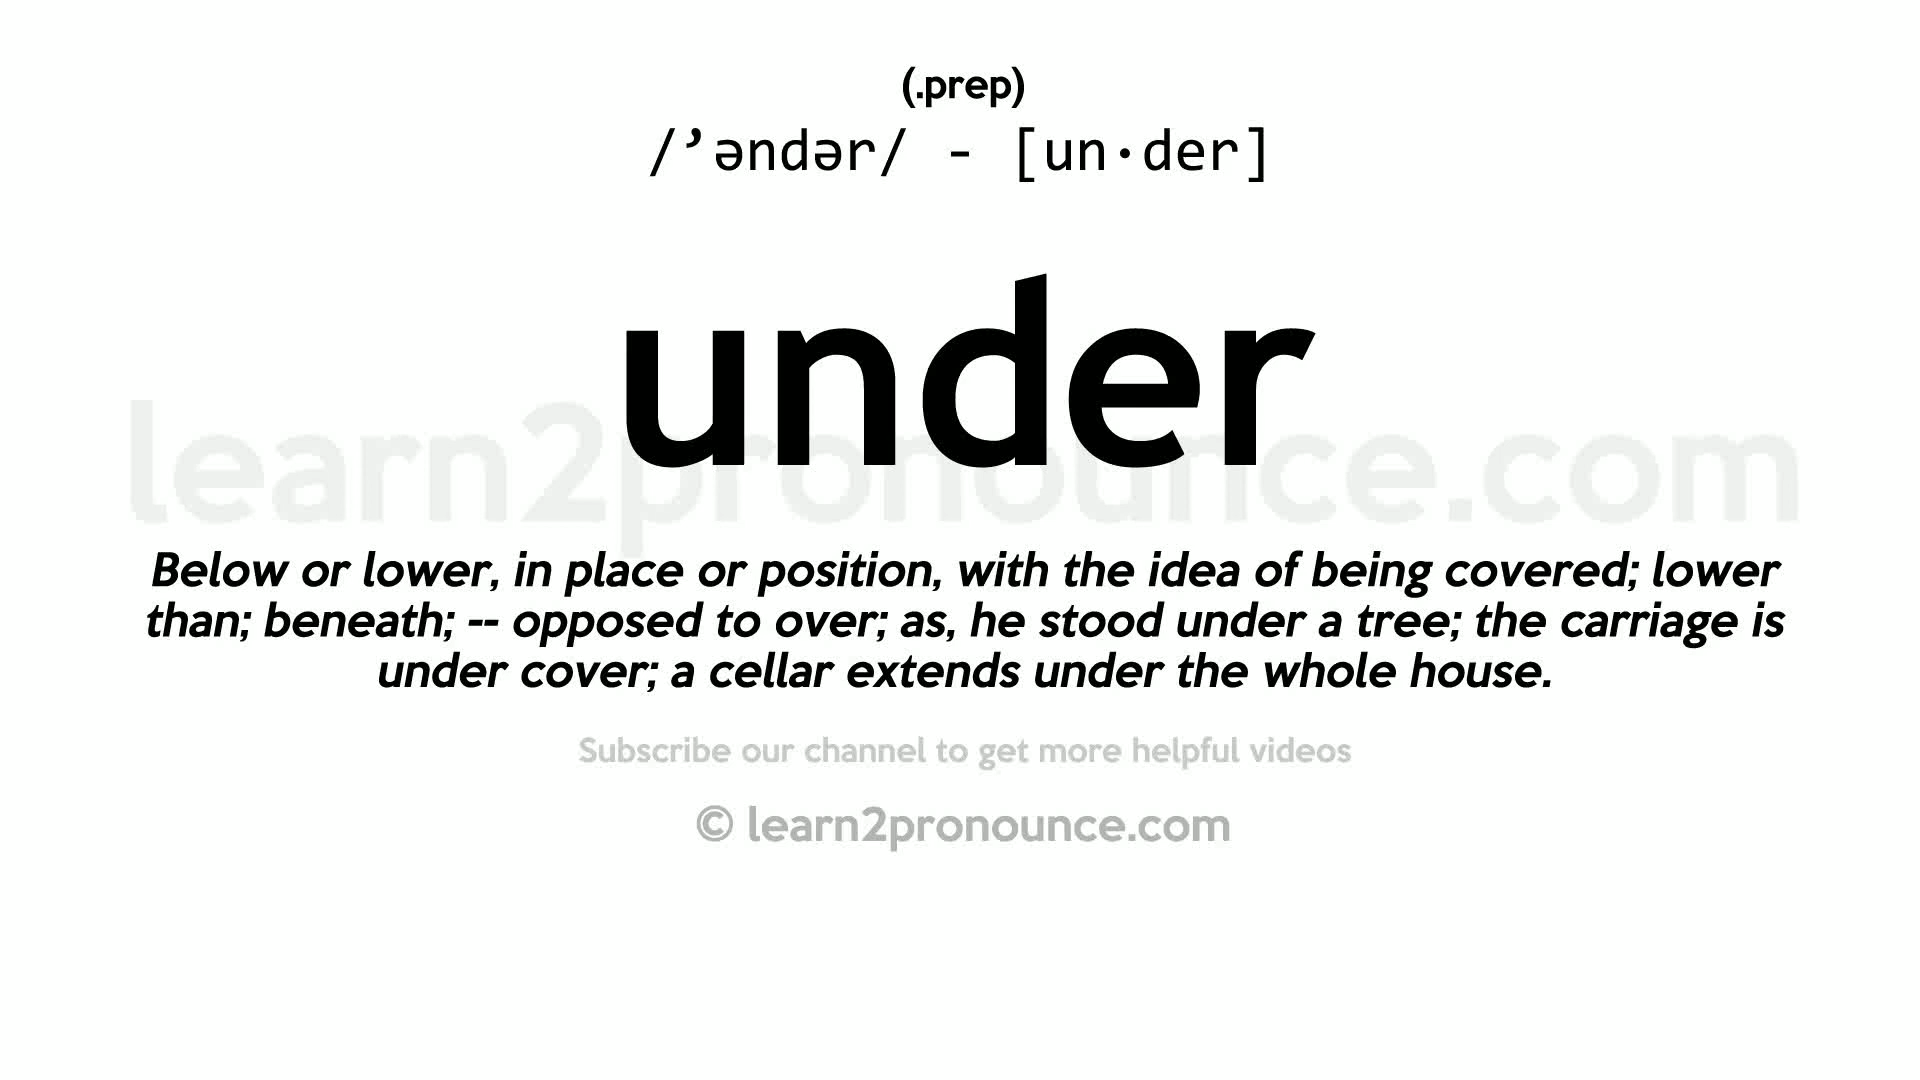 (.prep)
/’əndər/ - [un·der]
under
learn2pronounce.com
Below or lower, in place or position, with the idea of being covered; lower
than; beneath; -- opposed to over; as, he stood under a tree; the carriage is
under cover; a cellar extends under the whole house.
Subscribe our channel to get more helpful videos
© learn2pronounce.com